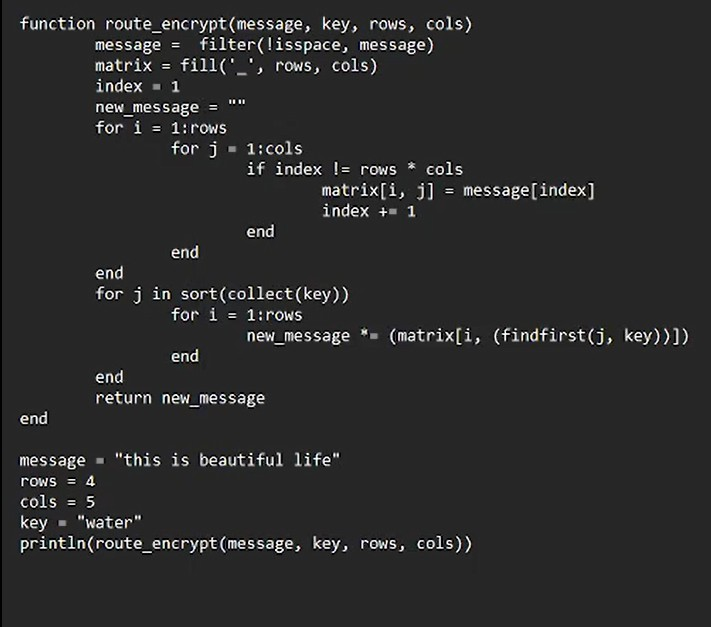 function route_encrypt(message, key, rows, cols)
        message =  filter(!isspace, message)
        matrix = fill('_', rows, cols)
        index = 1
        new_message = ""
        for i = 1:rows
                for j = 1:cols
                        if index != rows * cols
                                matrix[i, j] = message[index]
                                index += 1
                        end
                end
        end
        for j in sort(collect(key))
                for i = 1:rows
                        new_message *= (matrix[i, (findfirst(j, key))])
                end
        end
        return new_message
end

message = "this is beautiful life"
rows = 4
cols = 5
key = "water"
println(route_encrypt(message, key, rows, cols))